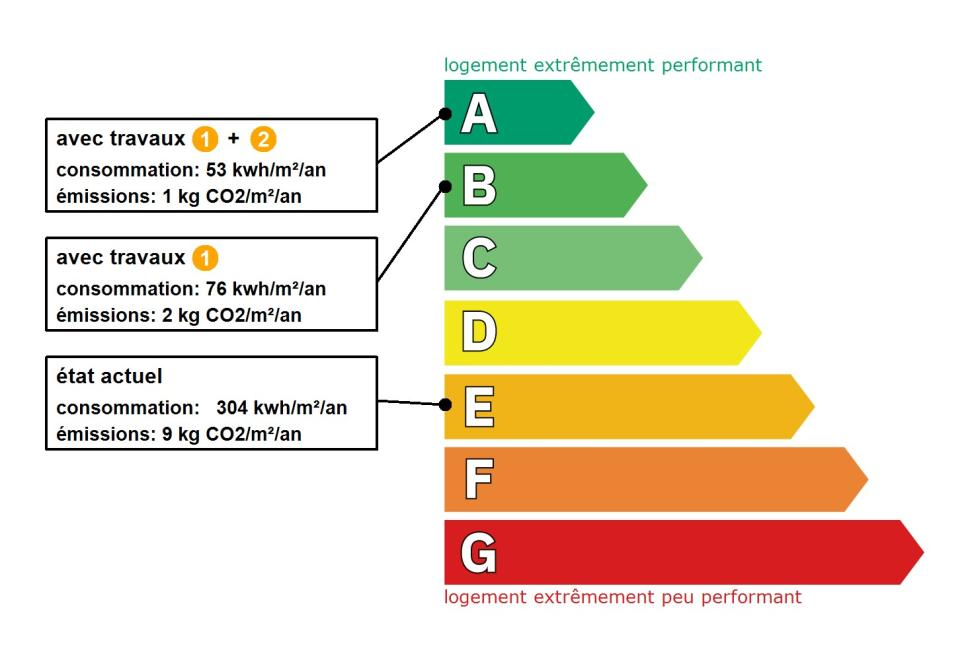 logement extrêmement performant
A
avec travaux 1 + 2
consommation: 53 kwh/m²/an
émissions: 1 kg CO2/m²/an
B
avec travaux 1
consommation: 76 kwh/m²/an
émissions: 2 kg CO2/m²/an
C
D
état actuel
consommation: 304 kwh/m²/an
émissions: 9 kg CO2/m²/an
E
F
G
logement extrêmement peu performant